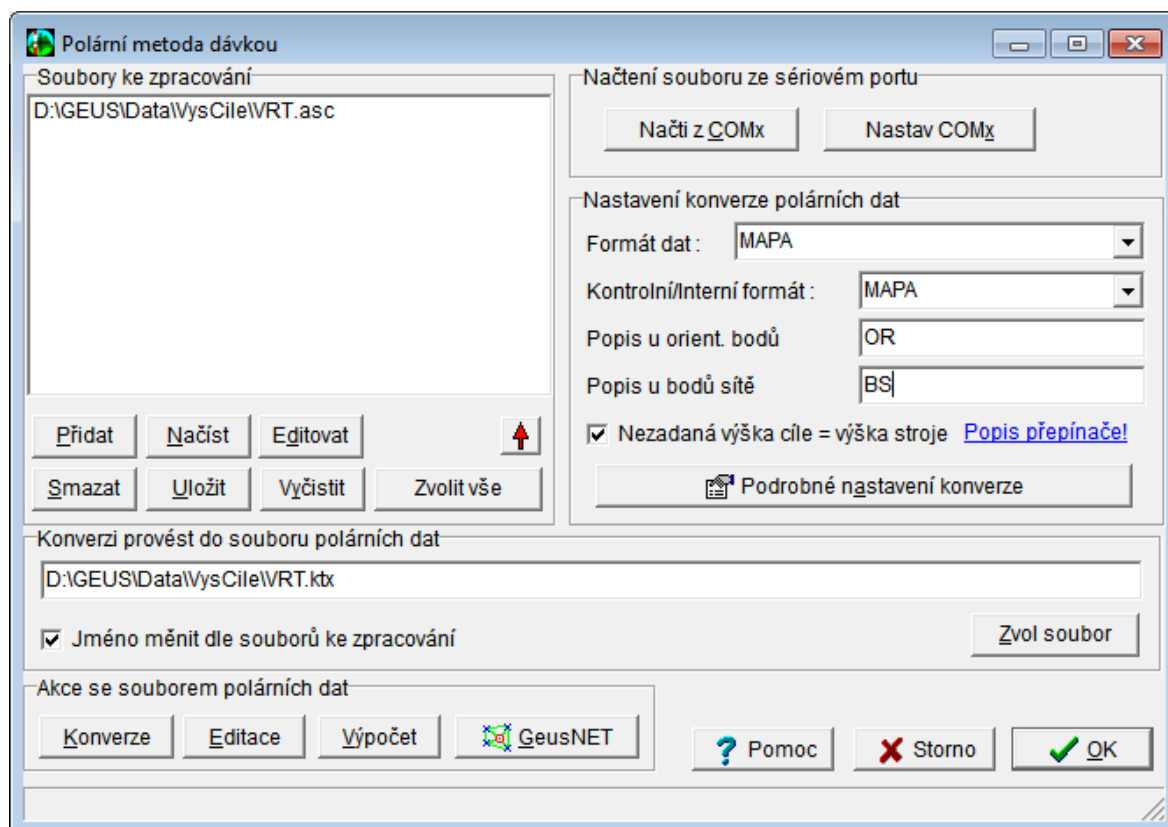 Polární metoda dávkou
Soubory ke zpracování
D:\GEUS\Data\VysCile\VRT.asc
Přidat Načíst Editovat
Smazat Uložit Vyčistit Zvolit vše
Načtení souboru ze sériovém portu
Načti z COMx Nastav COMx
Nastavení konverze polárních dat
Formát dat : MAPA
Kontrolní/Interní formát : MAPA
Popis u orient. bodů OR
Popis u bodů sítě BS
Nezadaná výška cíle = výška stroje Popis přepínače!
Podrobné nastavení konverze
Konverzi provést do souboru polárních dat
D:\GEUS\Data\VysCile\VRT.ktx
Jméno měnit dle souborů ke zpracování Zvol soubor
Akce se souborem polárních dat
Konverze Editace Výpočet GeusNET
Pomoc Storno OK